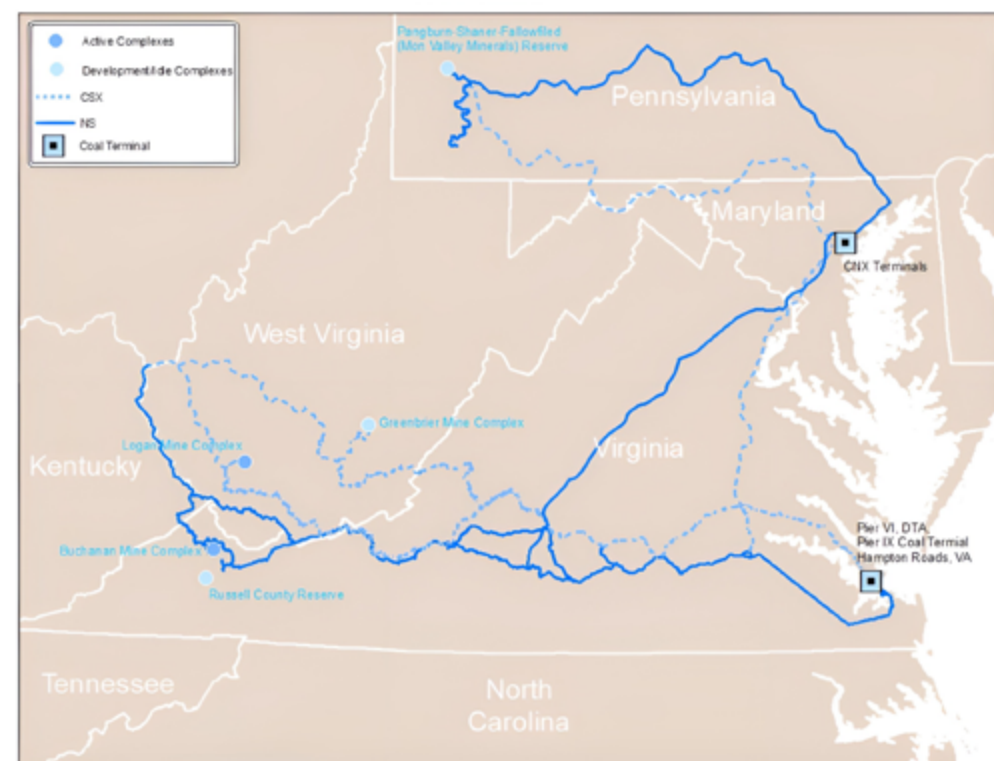 Active Complexes
Development/Idle Complexes
CSX
NS
Coal Terminal
Pangburn-Shaner-Fallowfiled
(Mon Valley Minerals) Reserve
Pennsylvania
Maryland
CNX Terminals
West Virginia
Greenbrier Mine Complex
Logan Mine Complex
Virginia
Kentucky
Pier VI, DTA,
Pier IX Coal Termial
Hampton Roads, VA
Buchanan Mine Complex
Russell County Reserve
Tennessee
North
Carolina